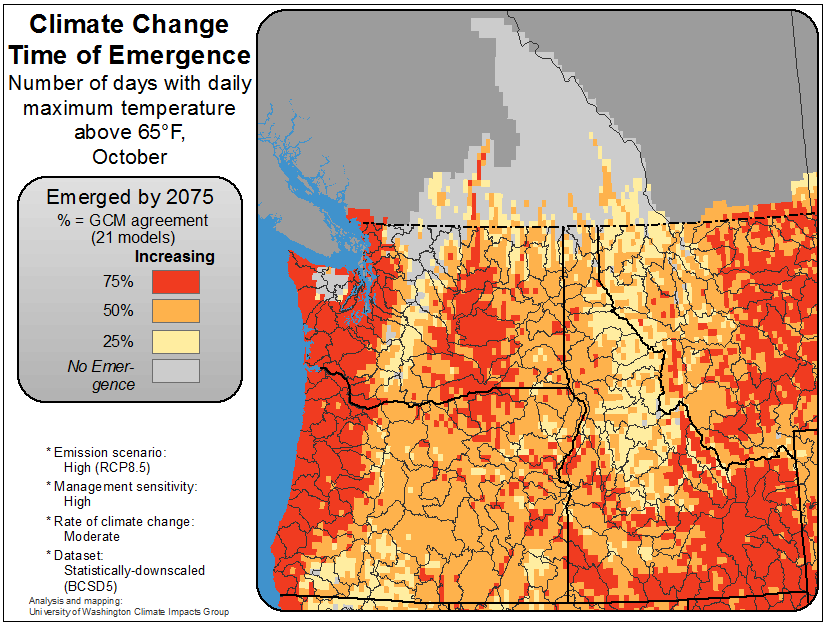 Climate Change
Time of Emergence
Number of days with daily
maximum temperature
above 65°F,
October
Emerged by 2075
% = GCM agreement
(21 models)
Increasing
75%
50%
25%
No Emer-
gence
* Emission scenario:
High (RCP8.5)
* Management sensitivity:
High
* Rate of climate change:
Moderate
* Dataset:
Statistically-downscaled
(BCSD5)
Analysis and mapping:
University of Washington Climate Impacts Group